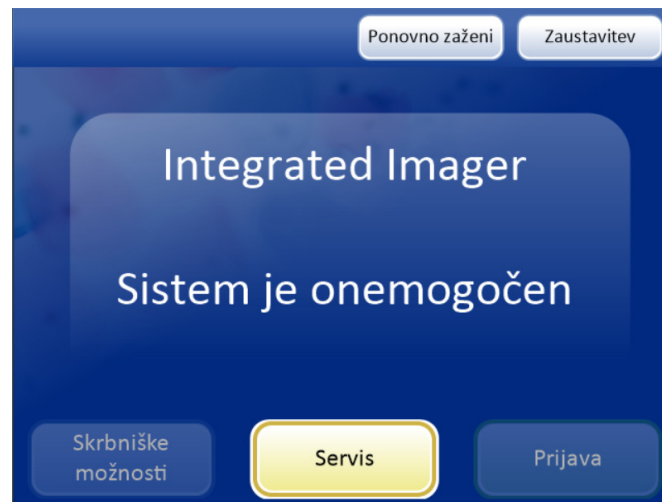 Ponovno zaženi
Zaustavitev
Integrated Imager
Sistem je onemogočen
Skrbniške
možnosti
Servis
Prijava